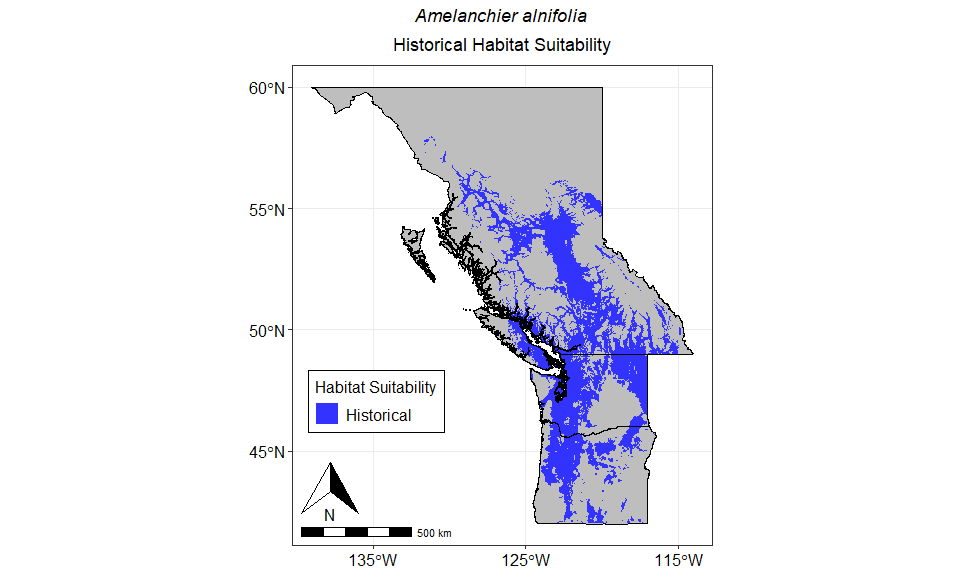 Amelanchier alnifolia
Historical Habitat Suitability
60°N
55°N
50°N
45°N
Habitat Suitability
Historical
N
500 km
135°W
125°W
115°W